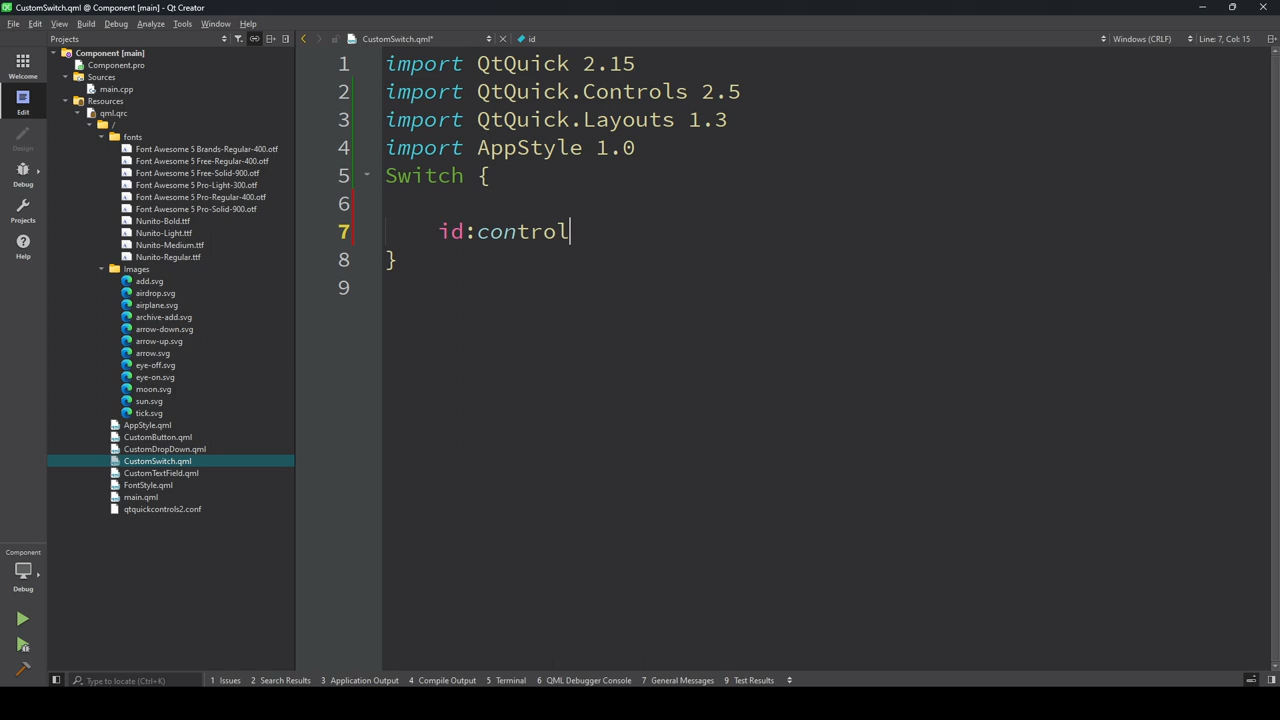 CustomSwitch.qml @ Component [main] - Qt Creator
File Edit View Build Debug Analyze Tools Window Help
Projects
CustomSwitch.qml*
id
Windows (CRLF)
Line: 7, Col: 15
Welcome
Edit
Design
Debug
Projects
Help
Component
Debug
Component [main]
Component.pro
Sources
main.cpp
Resources
qml.qrc
/
fonts
Font Awesome 5 Brands-Regular-400.otf
Font Awesome 5 Free-Regular-400.otf
Font Awesome 5 Free-Solid-900.otf
Font Awesome 5 Pro-Light-300.otf
Font Awesome 5 Pro-Regular-400.otf
Font Awesome 5 Pro-Solid-900.otf
Nunito-Bold.ttf
Nunito-Light.ttf
Nunito-Medium.ttf
Nunito-Regular.ttf
Images
add.svg
airdrop.svg
airplane.svg
archive-add.svg
arrow-down.svg
arrow-up.svg
arrow.svg
eye-off.svg
eye-on.svg
moon.svg
sun.svg
tick.svg
AppStyle.qml
CustomButton.qml
CustomDropDown.qml
CustomSwitch.qml
CustomTextField.qml
FontStyle.qml
main.qml
qtquickcontrols2.conf
1 import QtQuick 2.15
2 import QtQuick.Controls 2.5
3 import QtQuick.Layouts 1.3
4 import AppStyle 1.0
5 Switch {
6
7 id:control
8 }
9
Type to locate (Ctrl+K)
1 Issues 2 Search Results 3 Application Output 4 Compile Output 5 Terminal 6 QML Debugger Console 7 General Messages 9 Test Results